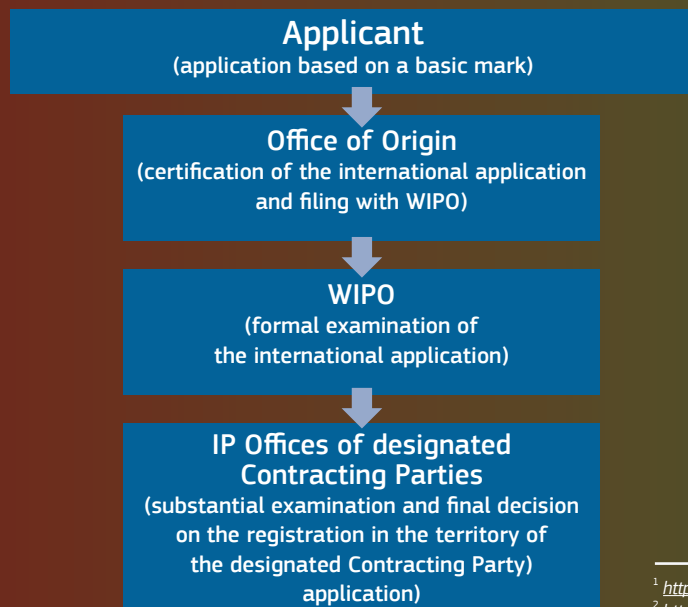 Applicant
(application based on a basic mark)
Office of Origin
(certification of the international application
and filing with WIPO)
WIPO
(formal examination of
the international application)
IP Offices of designated
Contracting Parties
(substantial examination and final decision
on the registration in the territory of
the designated Contracting Party)
application)
1
2